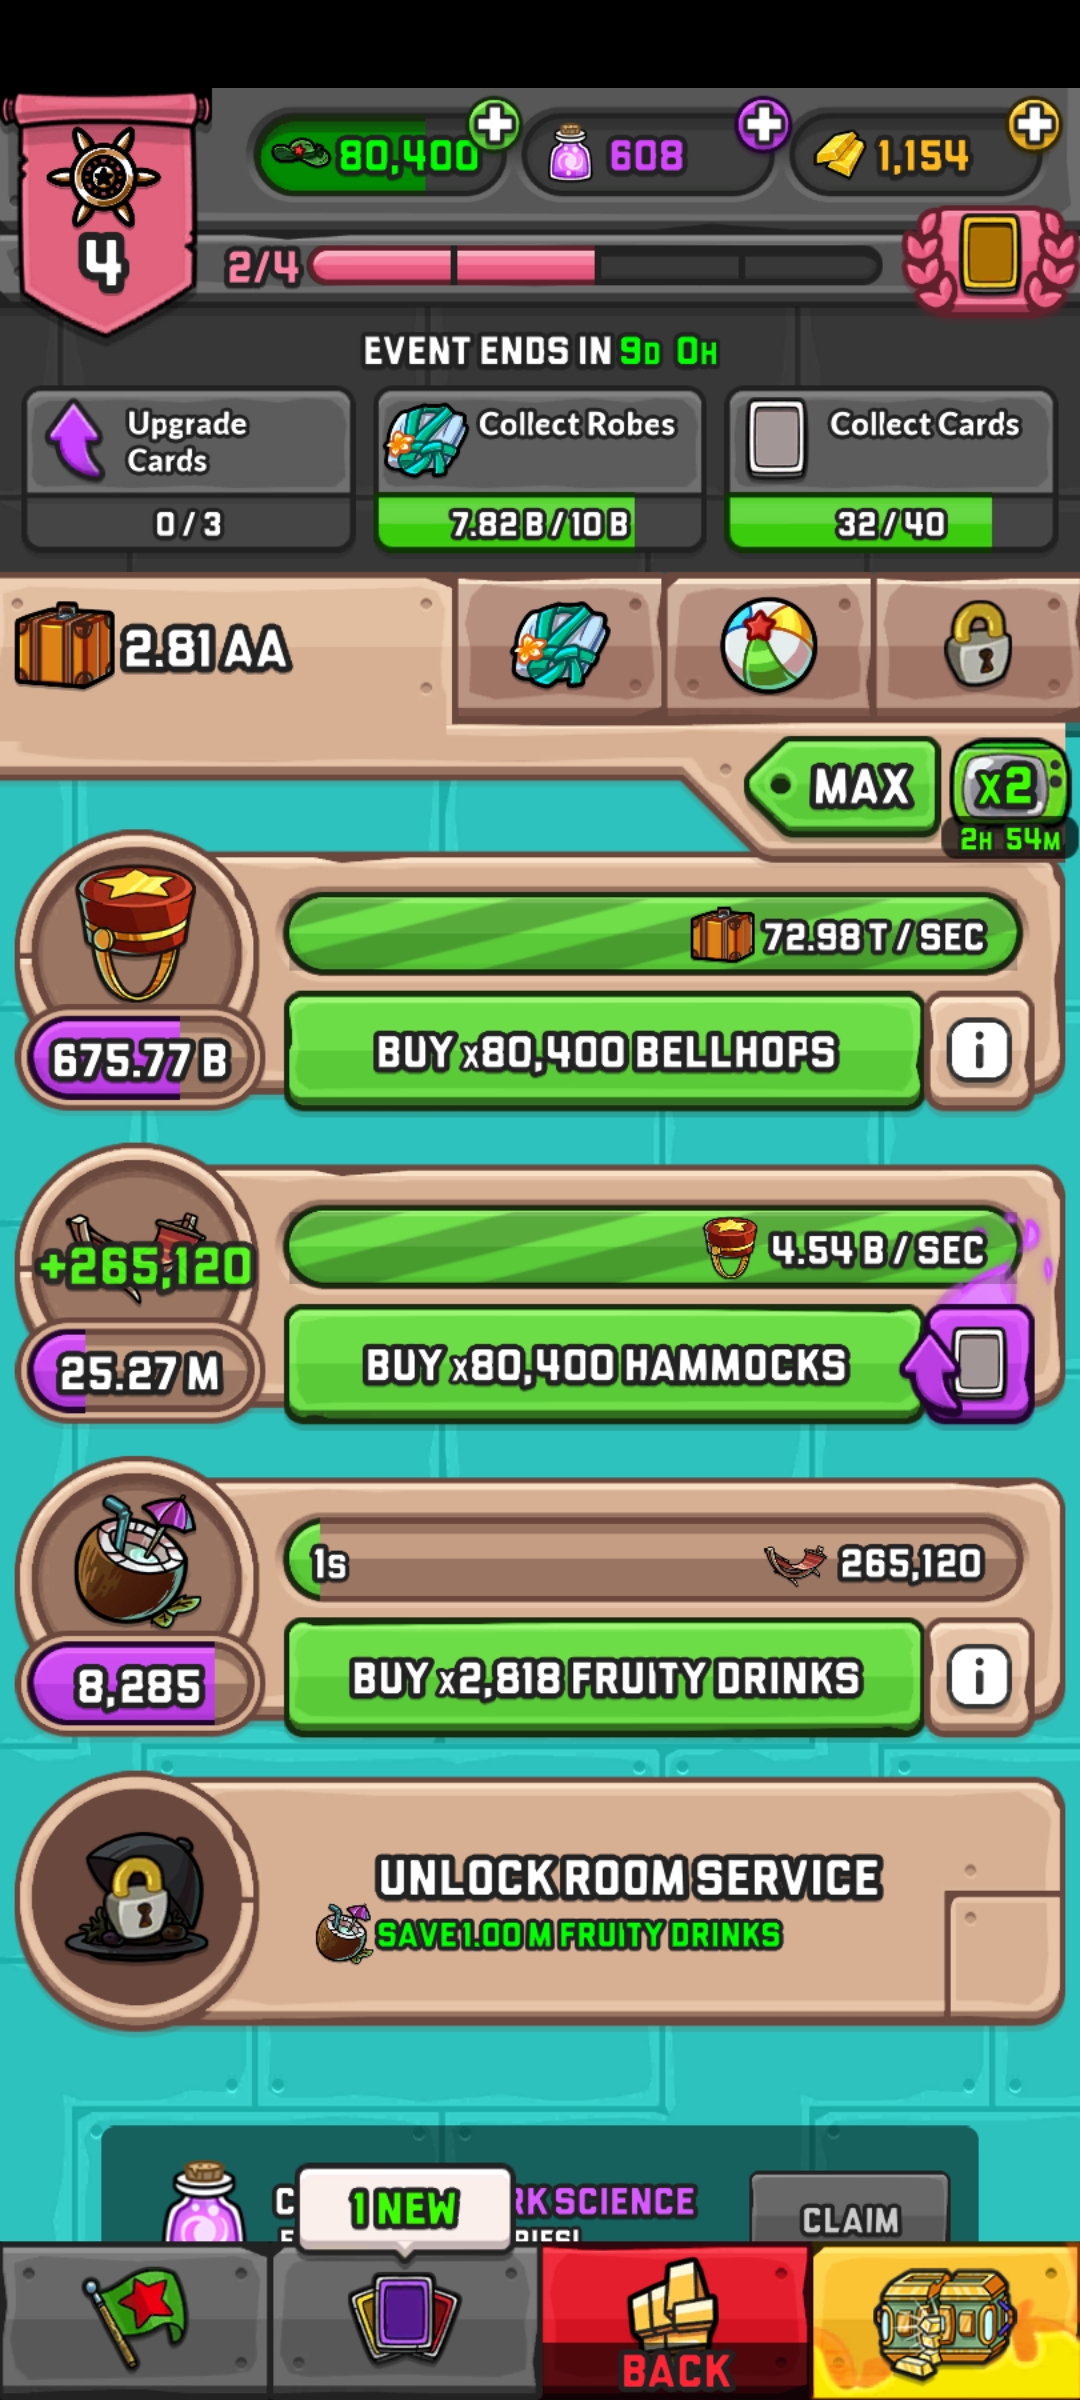 80,400
608
1,154
4
2/4
EVENT ENDS IN 9D 0H
Upgrade
Cards
Collect Robes
Collect Cards
0 / 3
7.82 B / 10 B
32 / 40
2.81 AA
MAX
x2
2H 54M
72.98 T / SEC
675.77 B
BUY x80,400 BELLHOPS
i
+265,120
4.54 B / SEC
25.27 M
BUY x80,400 HAMMOCKS
1s
265,120
8,285
BUY x2,818 FRUITY DRINKS
i
UNLOCK ROOM SERVICE
SAVE 1.00 M FRUITY DRINKS
1 NEW
SCIENCE
CLAIM
BACK